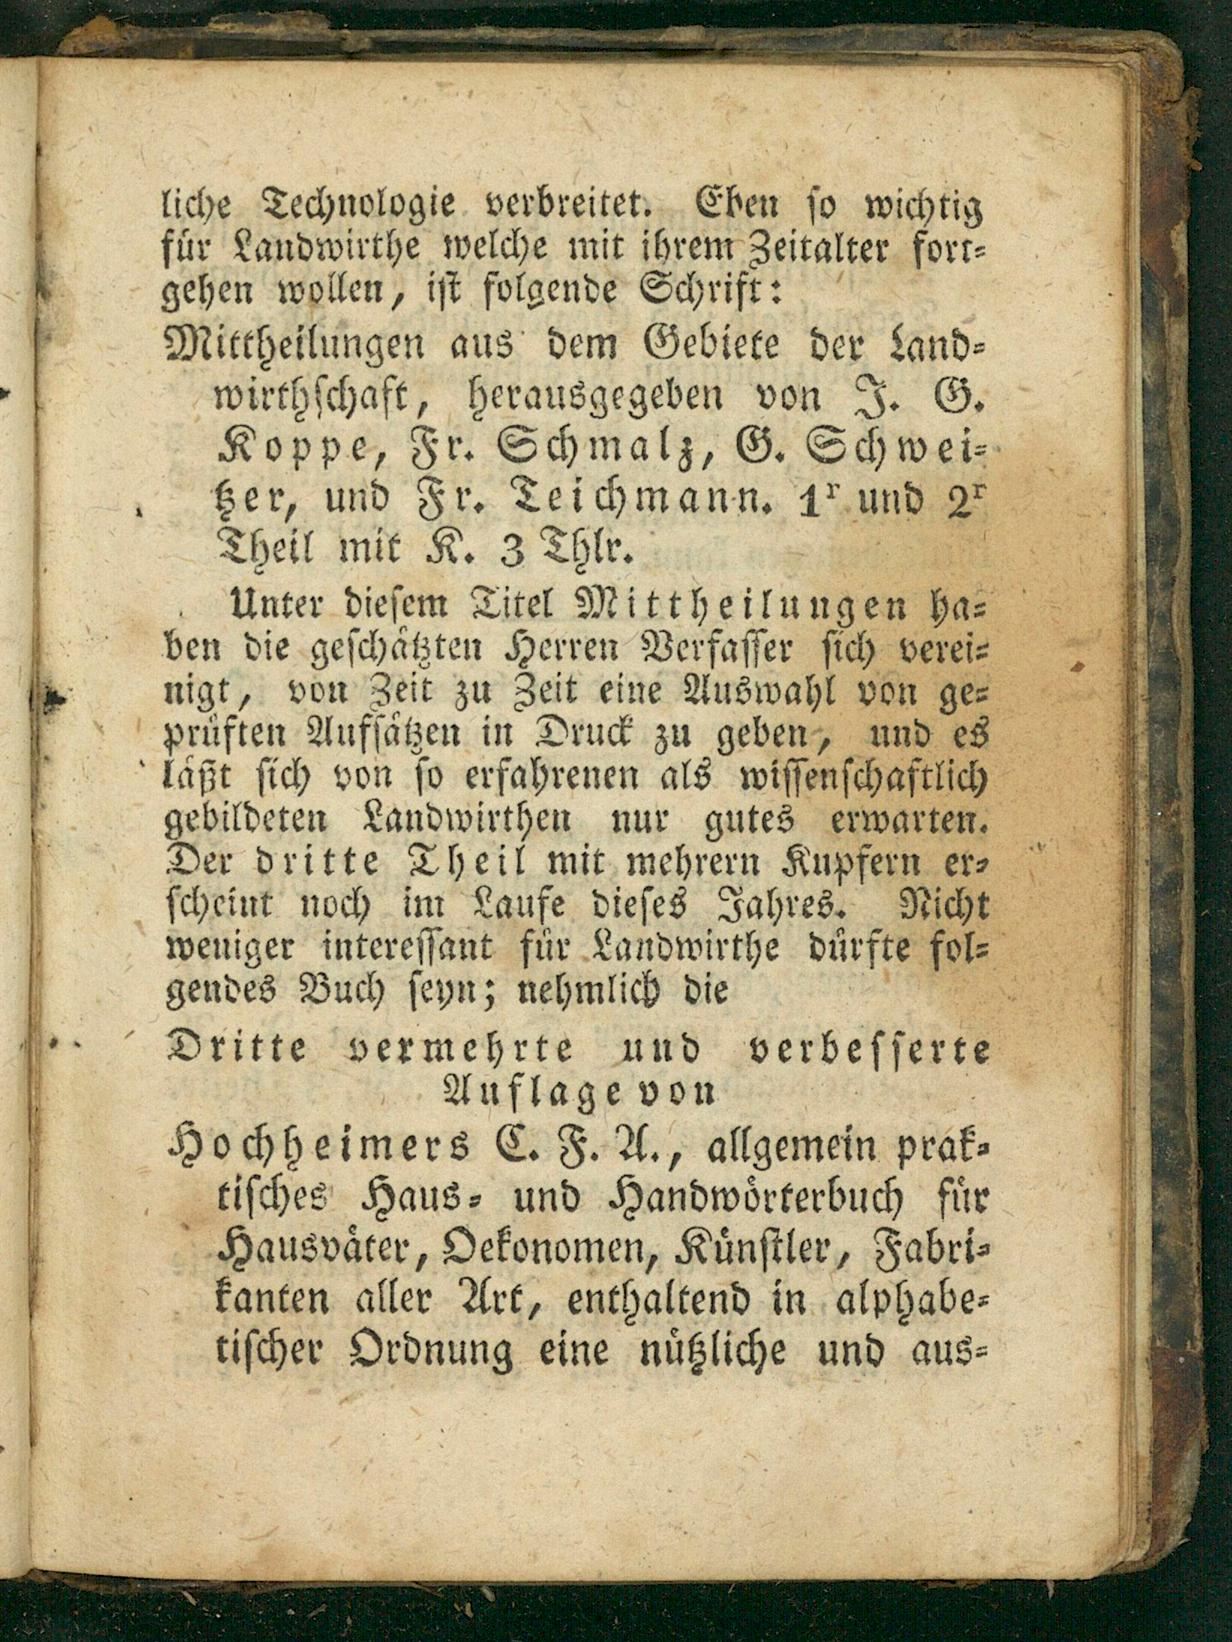 liche Technologie verbreitet. Eben so wichtig
für Landwirthe welche mit ihrem Zeitalter fort-
gehen wollen, ist folgende Schrift:
Mittheilungen aus dem Gebiete der Land-
wirthschaft, herausgegeben von J. G.
Koppe, Fr. Schmalz, G. Schwei-
tzer, und Fr. Teichmann. 1r und 2r
Theil mit K. 3 Thlr.
Unter diesem Titel Mittheilungen ha-
ben die geschätzten Herren Verfasser sich verei-
nigt, von Zeit zu Zeit eine Auswahl von ge-
prüften Aufsätzen in Druck zu geben, und es
läßt sich von so erfahrenen als wissenschaftlich
gebildeten Landwirthen nur gutes erwarten.
Der dritte Theil mit mehrern Kupfern er-
scheint noch im Laufe dieses Jahres. Nicht
weniger interessant für Landwirthe dürfte fol-
gendes Buch seyn; nehmlich die
Dritte vermehrte und verbesserte
Auflage von
Hochheimers C. F. A., allgemein prak-
tisches Haus- und Handwörterbuch für
Hausväter, Oekonomen, Künstler, Fabri-
kanten aller Art, enthaltend in alphabe-
tischer Ordnung eine nützliche und aus-